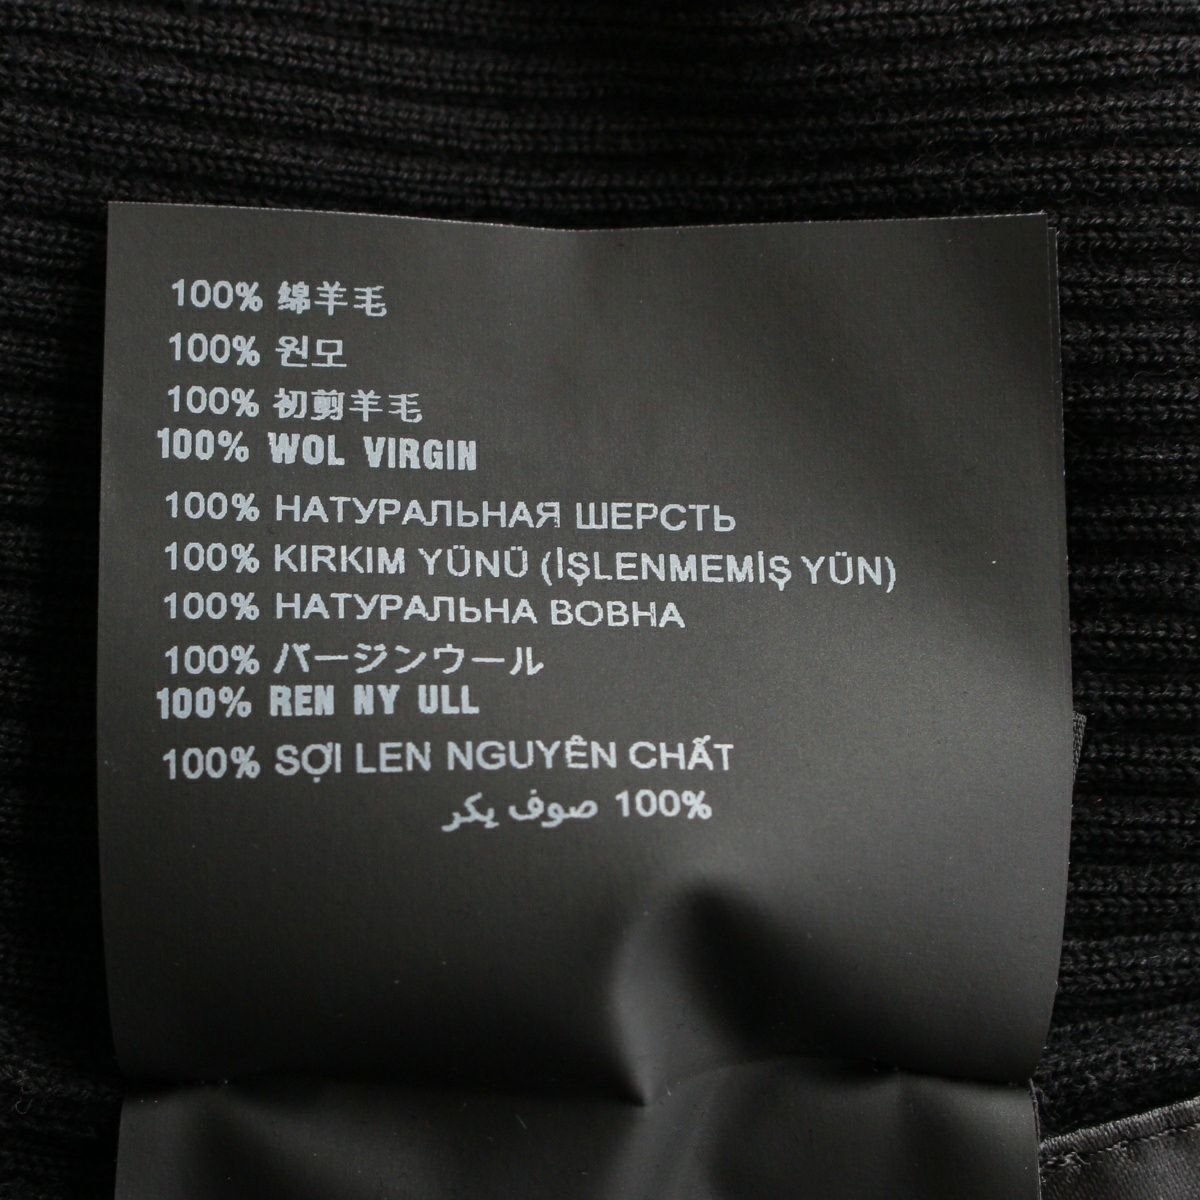 100% 绵羊毛
100% 원모
100% 初剪羊毛
100% WOL VIRGIN
100% НАТУРАЛЬНАЯ ШЕРСТЬ
100% KIRKIM YÜNÜ (İŞLENMEMİŞ YÜN)
100% НАТУРАЛЬНА ВОВНА
100% バージンウール
100% REN NY ULL
100% SỢI LEN NGUYÊN CHẤT
100% صوف يكر